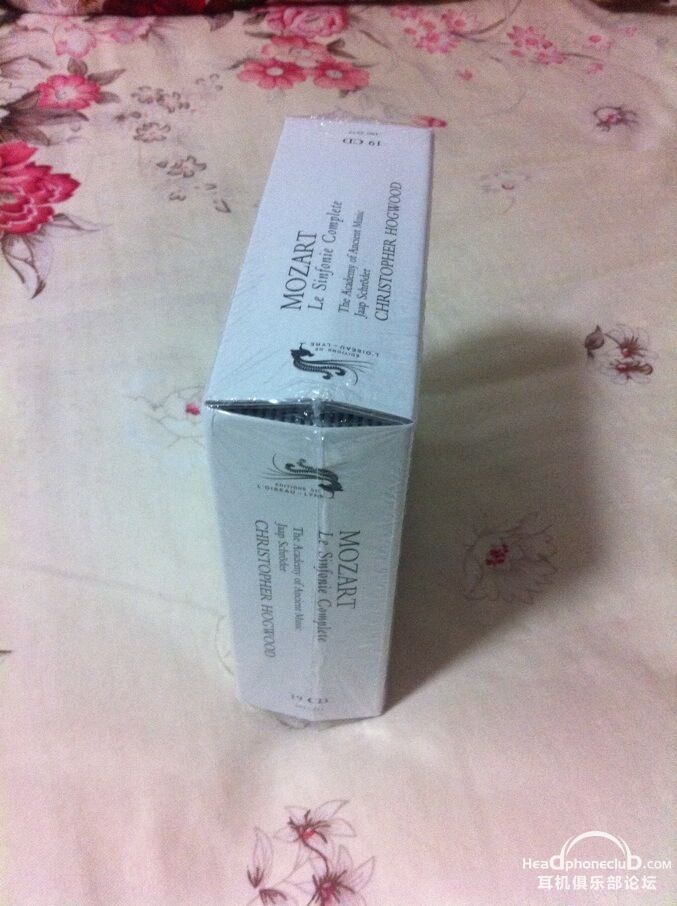 19 CD
MOZART
Le Sinfonie Complete
The Academy of Ancient Music
Jaap Schröder
CHRISTOPHER HOGWOOD
EDITIONS DE
L'OISEAU-LYRE
EDITIONS DE
L'OISEAU-LYRE
MOZART
Le Sinfonie Complete
The Academy of Ancient Music
Jaap Schröder
CHRISTOPHER HOGWOOD
19 CD
Headphoneclub.com
耳机俱乐部论坛